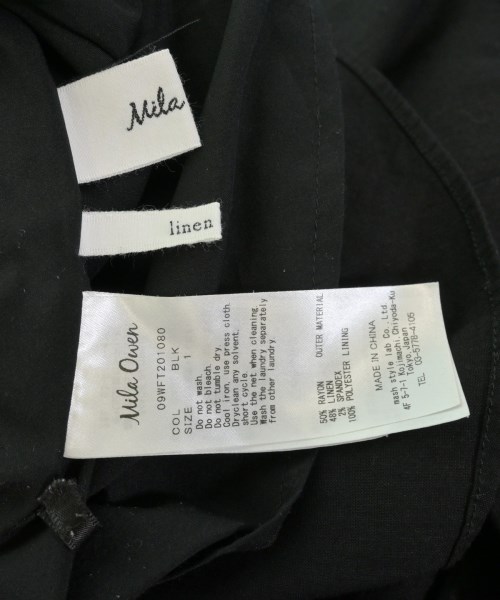 Mila
linen
Mila Owen
09WFT201080
COL BLK
SIZE 1
Do not wash.
Do not bleach.
Do not tumble dry.
Cool iron, use press cloth.
Dryclean any solvent,
short cycle.
Use the net when cleaning.
Wash the laundry separately
from other laundry.
OUTER MATERIAL
50% RAYON
48% LINEN
2% SPANDEX
100% POLYESTER LINING
MADE IN CHINA
mash style lab Co., Ltd.
4F 5-7-1 Kojimachi, Chiyoda-Ku
Tokyo, Japan
TEL 03-5778-4105